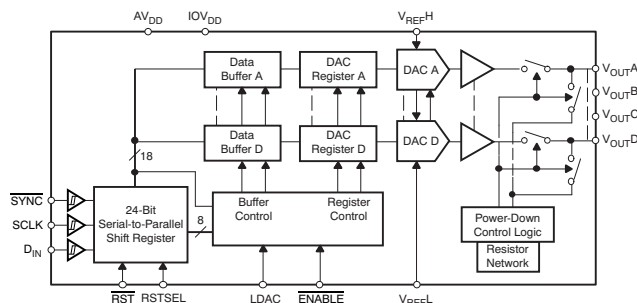 AVDD IOVDD VREFH
Data Buffer A
DAC Register A
DAC A
VOUTA
VOUTB
VOUTC
VOUTD
Data Buffer D
DAC Register D
DAC D
18
SYNC
SCLK
DIN
24-Bit
Serial-to-Parallel
Shift Register
8
Buffer
Control
Register
Control
Power-Down
Control Logic
Resistor
Network
RST RSTSEL LDAC ENABLE VREFL